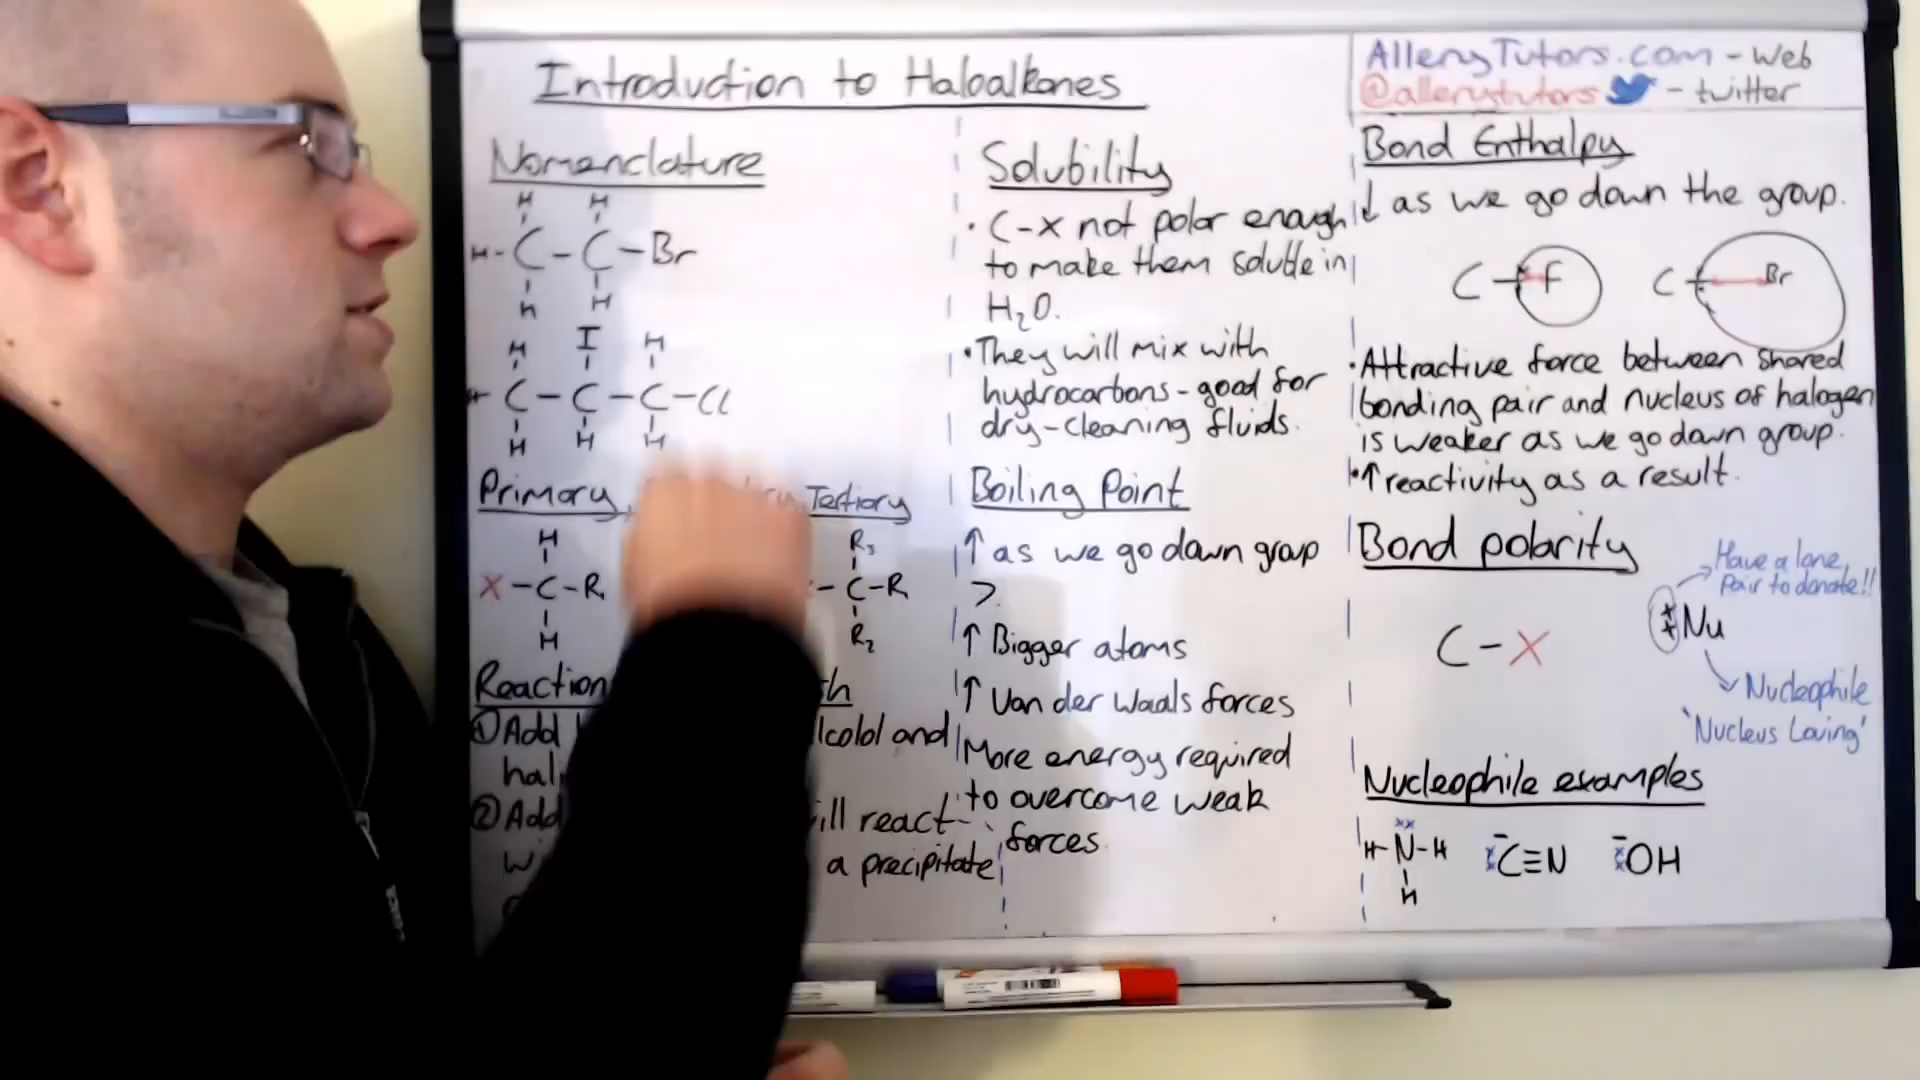 Introduction to Haloalkanes
AlleryTutors.com - Web
@allerytutors - twitter
Nomenclature
H H
H-C-C-Br
H H
H I H
H C-C-C-Cl
H H H
Primary, Tertiary
H
X-C-R
H
R3
-C-R
R2
Reaction
① Add
lcohol and
② Add
ill react
a precipitate
Solubility
• C-X not polar enough
to make them soluble in
H2O.
• They will mix with
hydrocarbons - good for
dry-cleaning fluids.
Boiling Point
↑ as we go down group
>
↑ Bigger atoms
↑ Van der Waals forces
More energy required
to overcome weak
forces.
Bond Enthalpy
↓ as we go down the group.
C-F C-Br
• Attractive force between shared
bonding pair and nucleus of halogen
is weaker as we go down group.
• ↑ reactivity as a result.
Bond polarity
Have a lone
pair to donate!!
C-X
Nu
Nucleophile
'Nucleus Loving'
Nucleophile examples
H-N-H C≡N OH
H